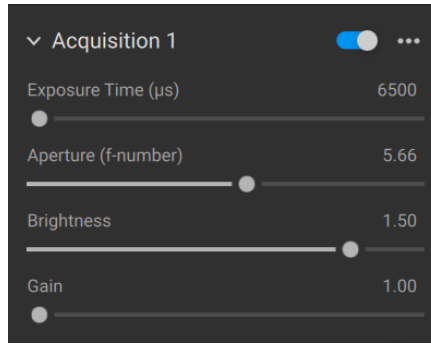 Acquisition 1
Exposure Time (µs) 6500
Aperture (f-number) 5.66
Brightness 1.50
Gain 1.00